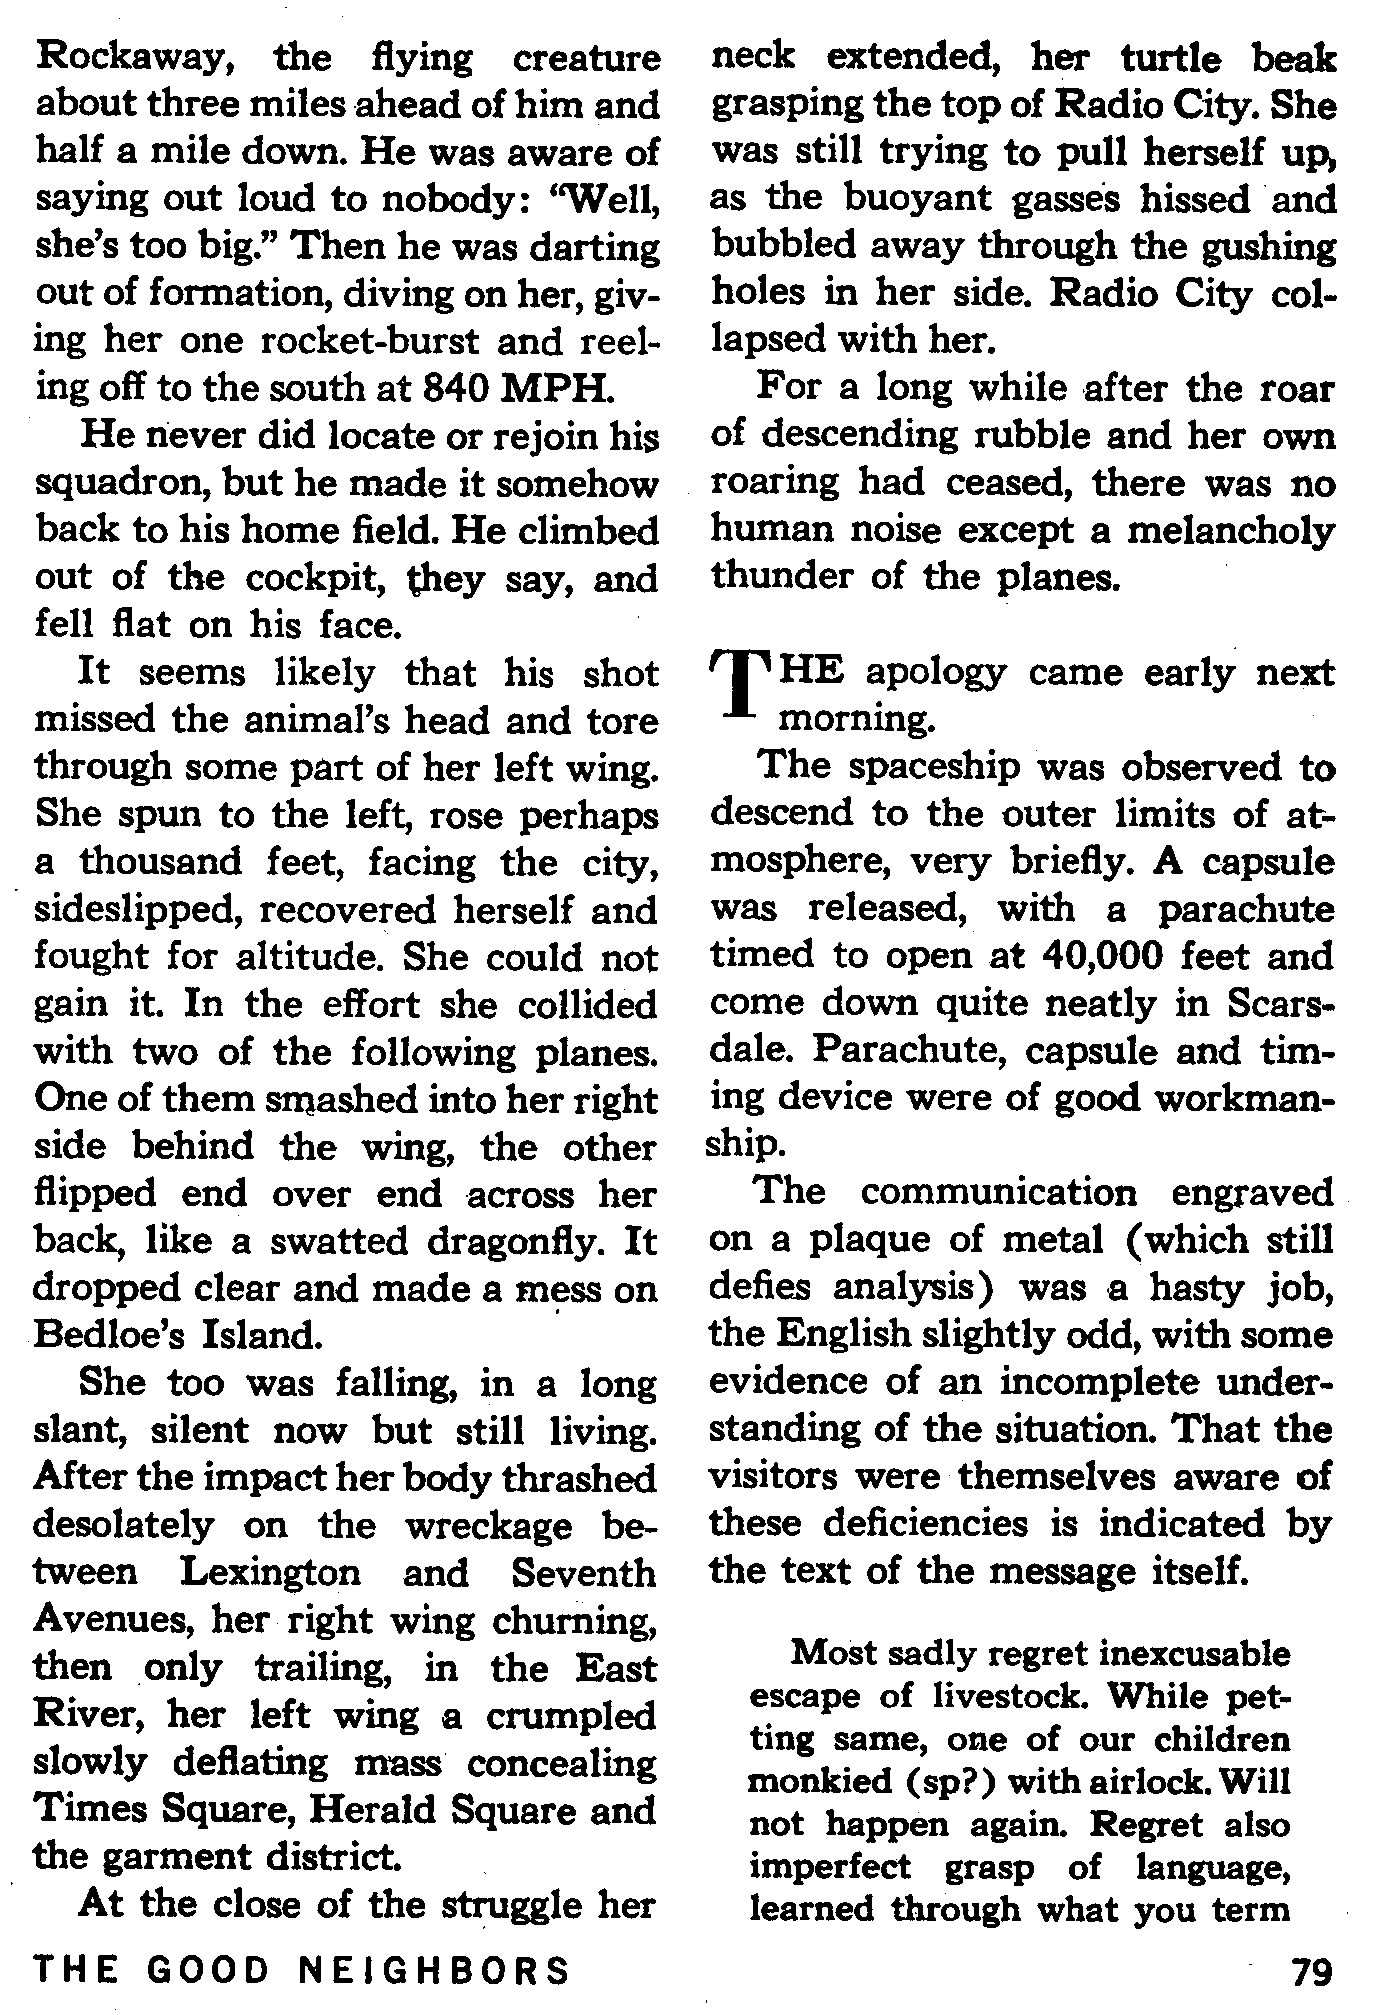 Rockaway, the flying creature
about three miles ahead of him and
half a mile down. He was aware of
saying out loud to nobody: “Well,
she’s too big.” Then he was darting
out of formation, diving on her, giv-
ing her one rocket-burst and reel-
ing off to the south at 840 MPH.
He never did locate or rejoin his
squadron, but he made it somehow
back to his home field. He climbed
out of the cockpit, they say, and
fell flat on his face.
It seems likely that his shot
missed the animal’s head and tore
through some part of her left wing.
She spun to the left, rose perhaps
a thousand feet, facing the city,
sideslipped, recovered herself and
fought for altitude. She could not
gain it. In the effort she collided
with two of the following planes.
One of them smashed into her right
side behind the wing, the other
flipped end over end across her
back, like a swatted dragonfly. It
dropped clear and made a mess on
Bedloe’s Island.
She too was falling, in a long
slant, silent now but still living.
After the impact her body thrashed
desolately on the wreckage be-
tween Lexington and Seventh
Avenues, her right wing churning,
then only trailing, in the East
River, her left wing a crumpled
slowly deflating mass concealing
Times Square, Herald Square and
the garment district.
At the close of the struggle her
neck extended, her turtle beak
grasping the top of Radio City. She
was still trying to pull herself up,
as the buoyant gasses hissed and
bubbled away through the gushing
holes in her side. Radio City col-
lapsed with her.
For a long while after the roar
of descending rubble and her own
roaring had ceased, there was no
human noise except a melancholy
thunder of the planes.
THE apology came early next
morning.
The spaceship was observed to
descend to the outer limits of at-
mosphere, very briefly. A capsule
was released, with a parachute
timed to open at 40,000 feet and
come down quite neatly in Scars-
dale. Parachute, capsule and tim-
ing device were of good workman-
ship.
The communication engraved
on a plaque of metal (which still
defies analysis) was a hasty job,
the English slightly odd, with some
evidence of an incomplete under-
standing of the situation. That the
visitors were themselves aware of
these deficiencies is indicated by
the text of the message itself.
Most sadly regret inexcusable
escape of livestock. While pet-
ting same, one of our children
monkied (sp?) with airlock. Will
not happen again. Regret also
imperfect grasp of language,
learned through what you term
THE GOOD NEIGHBORS 79